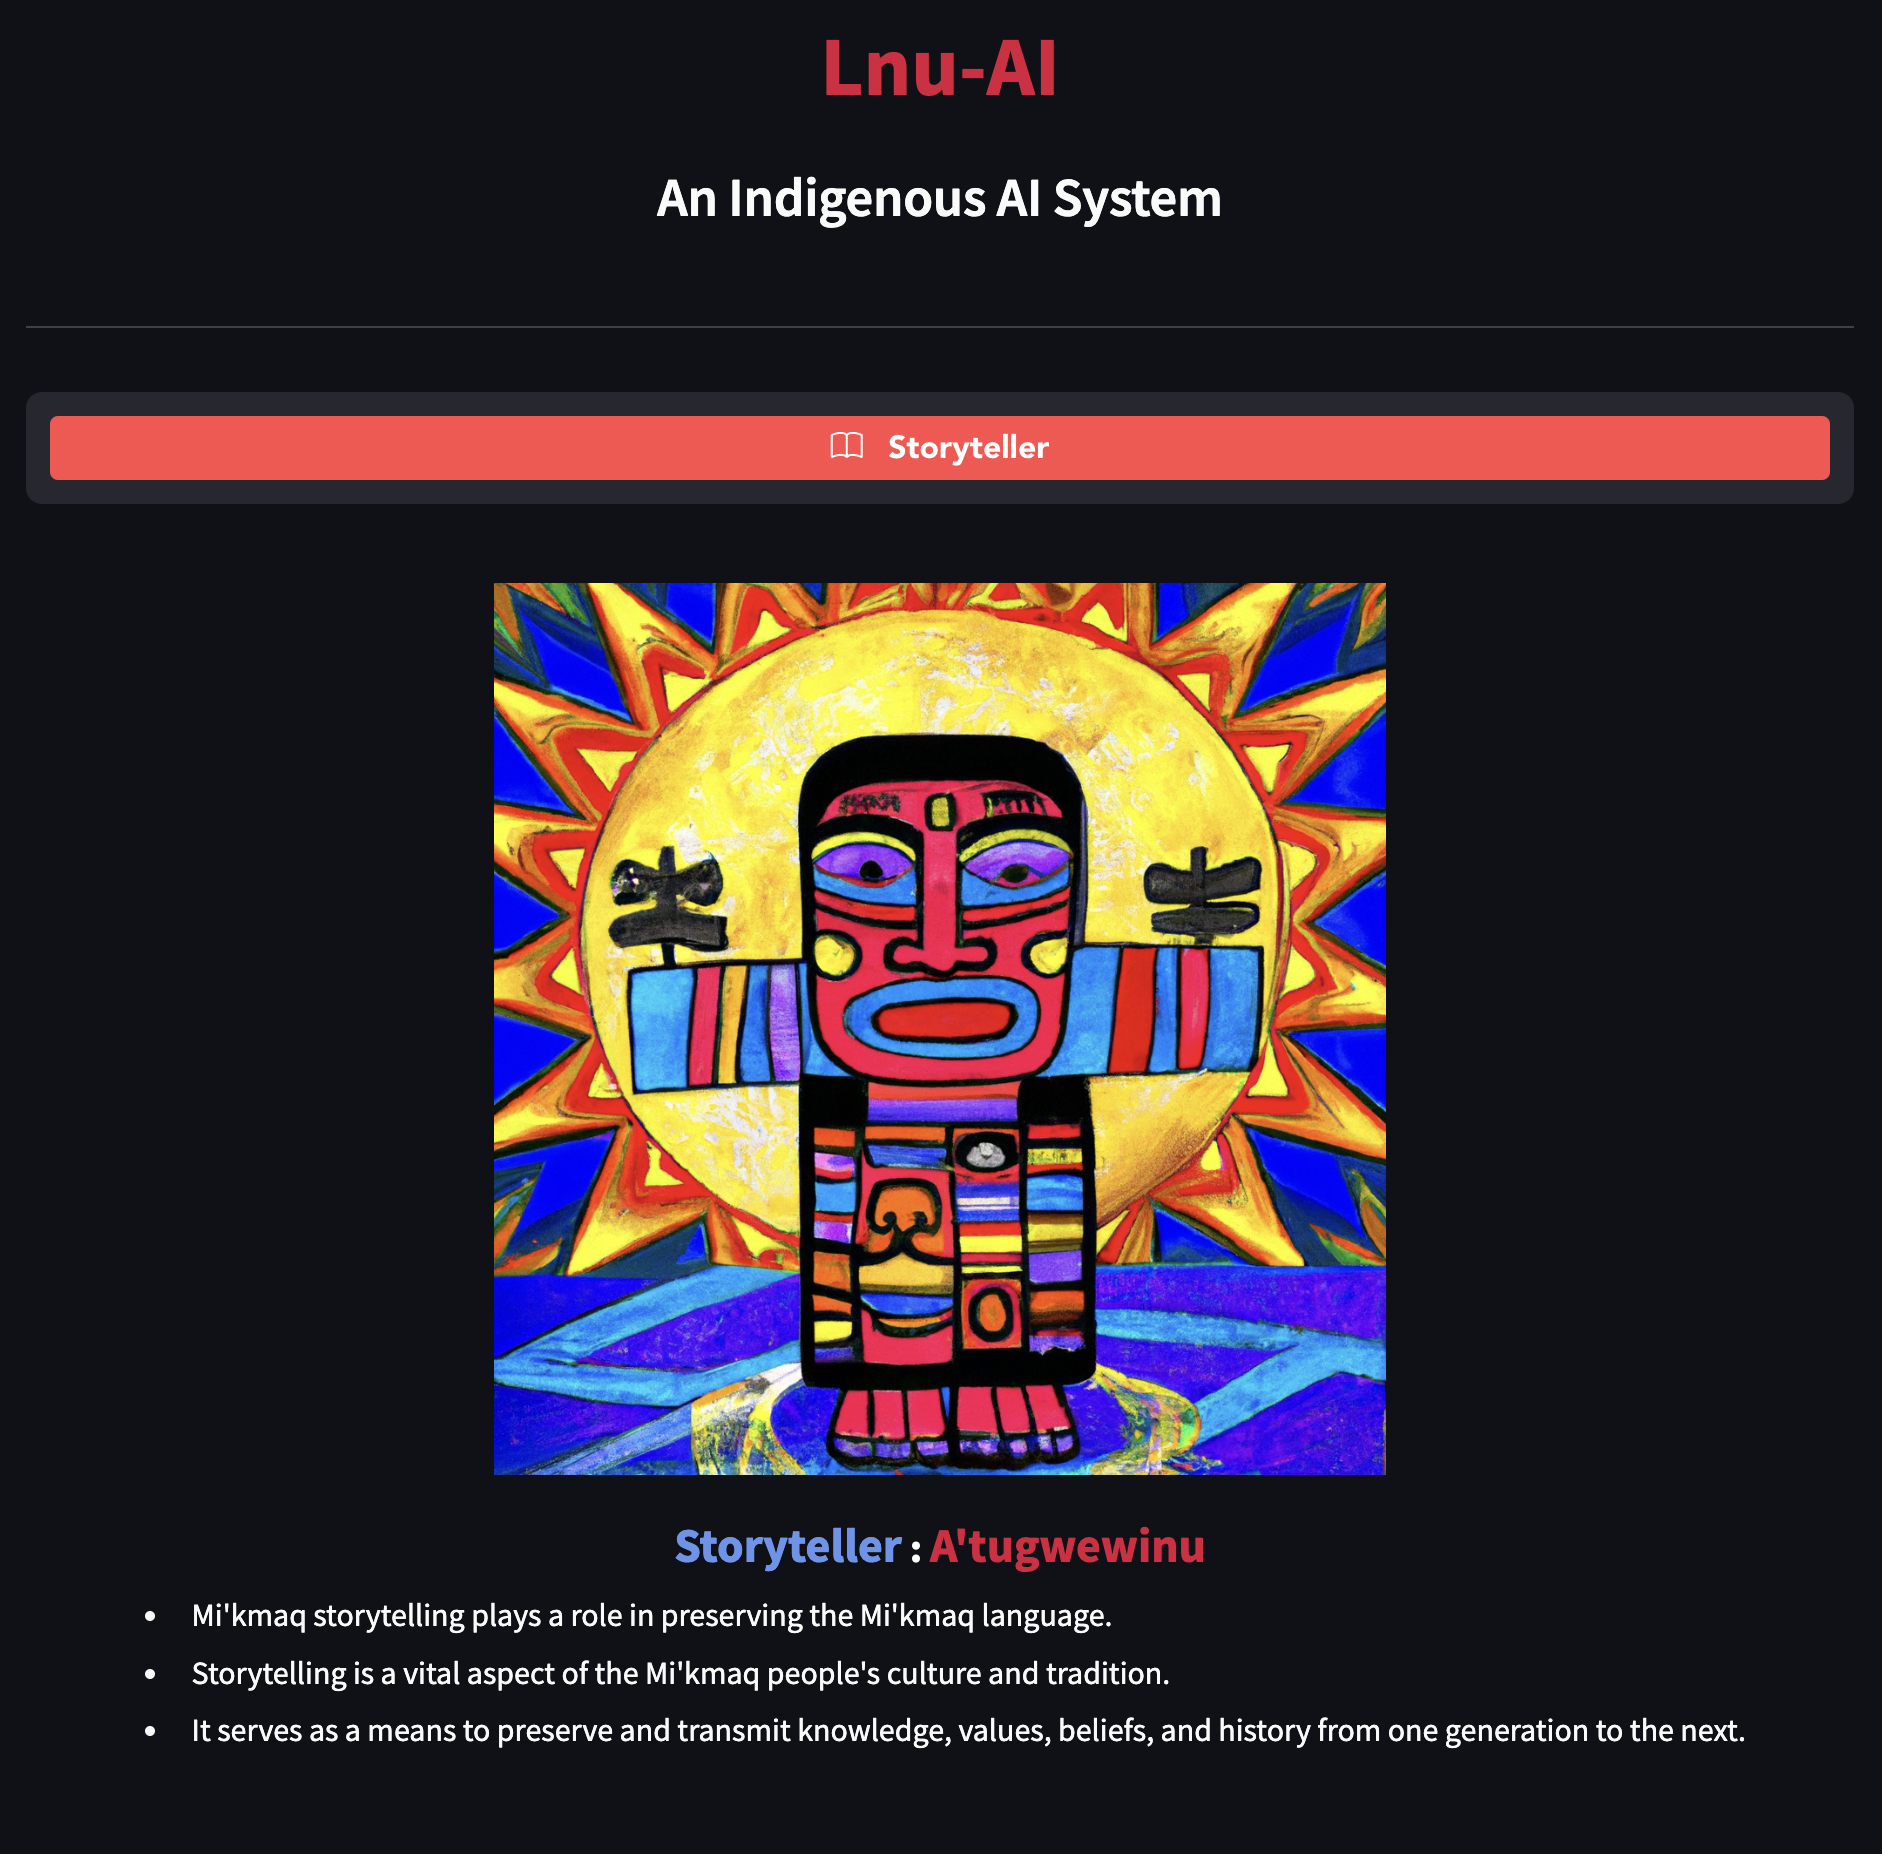 Lnu-AI
An Indigenous AI System
Storyteller
Storyteller : A'tugwewinu
Mi'kmaq storytelling plays a role in preserving the Mi'kmaq language.
Storytelling is a vital aspect of the Mi'kmaq people's culture and tradition.
It serves as a means to preserve and transmit knowledge, values, beliefs, and history from one generation to the next.